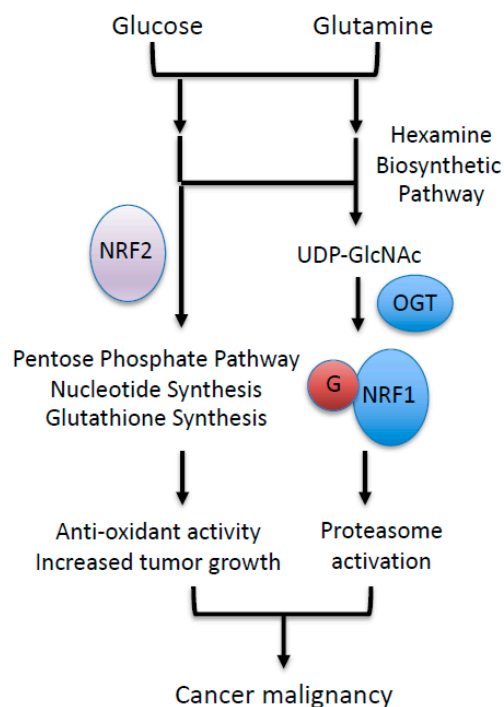 Glucose
Glutamine
Hexamine
Biosynthetic
Pathway
NRF2
UDP-GlcNAc
OGT
Pentose Phosphate Pathway
Nucleotide Synthesis
Glutathione Synthesis
G
NRF1
Anti-oxidant activity
Increased tumor growth
Proteasome
activation
Cancer malignancy